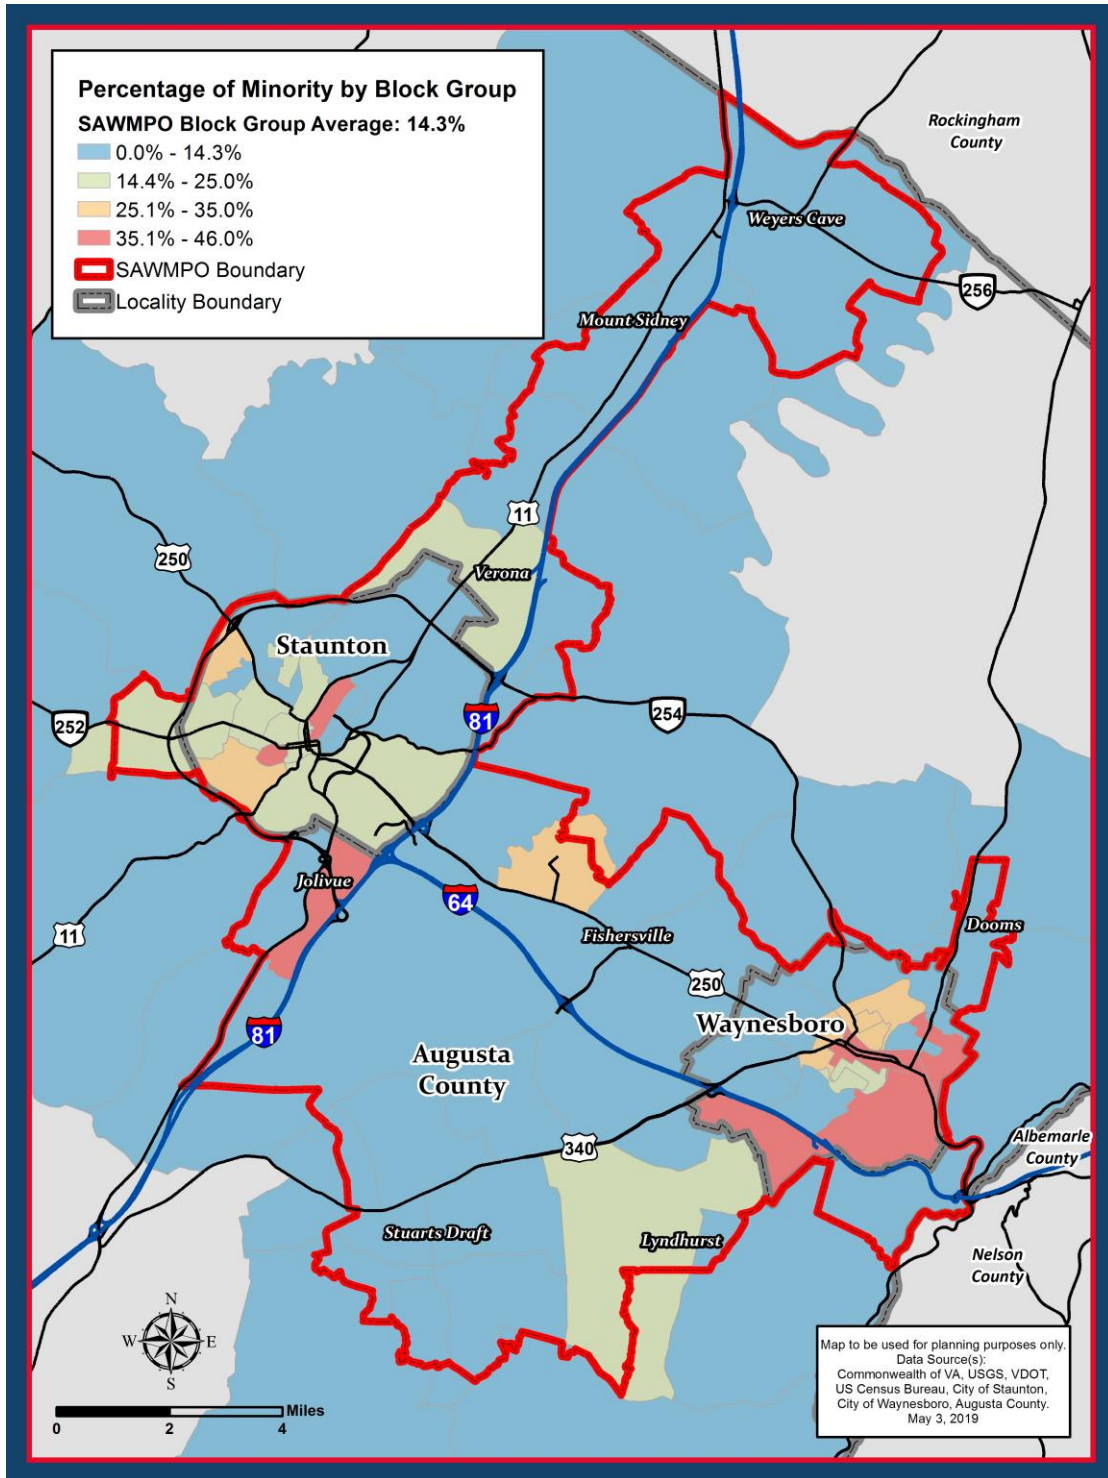 Percentage of Minority by Block Group
SAWMPO Block Group Average: 14.3%
0.0% - 14.3%
14.4% - 25.0%
25.1% - 35.0%
35.1% - 46.0%
SAWMPO Boundary
Locality Boundary
Rockingham
County
Weyers Cave
256
Mount Sidney
11
250
Verona
Staunton
252
81
254
Jolivue
64
11
Fishersville
Dooms
250
Waynesboro
81
Augusta
County
340
Albemarle
County
Stuarts Draft
Lyndhurst
Nelson
County
N
W
E
S
Miles
0
2
4
Map to be used for planning purposes only.
Data Source(s):
Commonwealth of VA, USGS, VDOT,
US Census Bureau, City of Staunton,
City of Waynesboro, Augusta County.
May 3, 2019